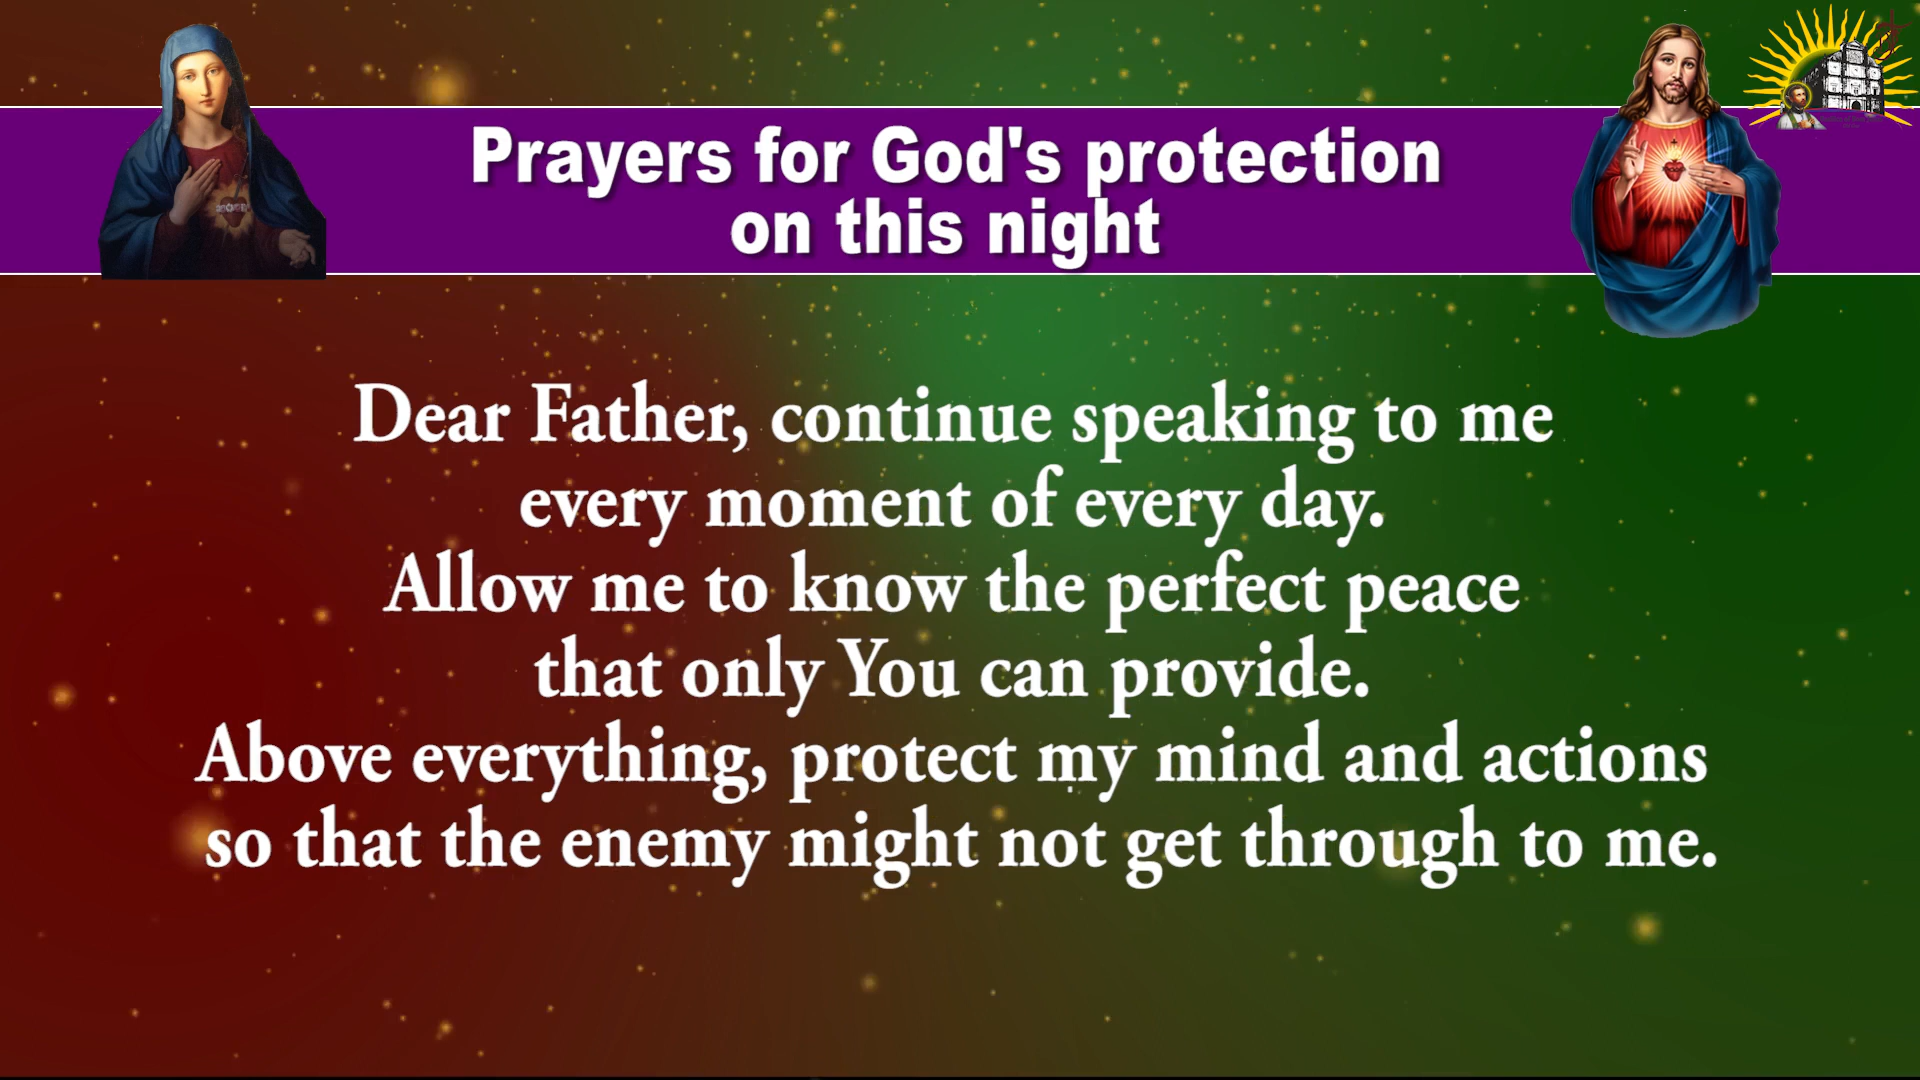 Prayers for God's protection
on this night
Dear Father, continue speaking to me
every moment of every day.
Allow me to know the perfect peace
that only You can provide.
Above everything, protect my mind and actions
so that the enemy might not get through to me.